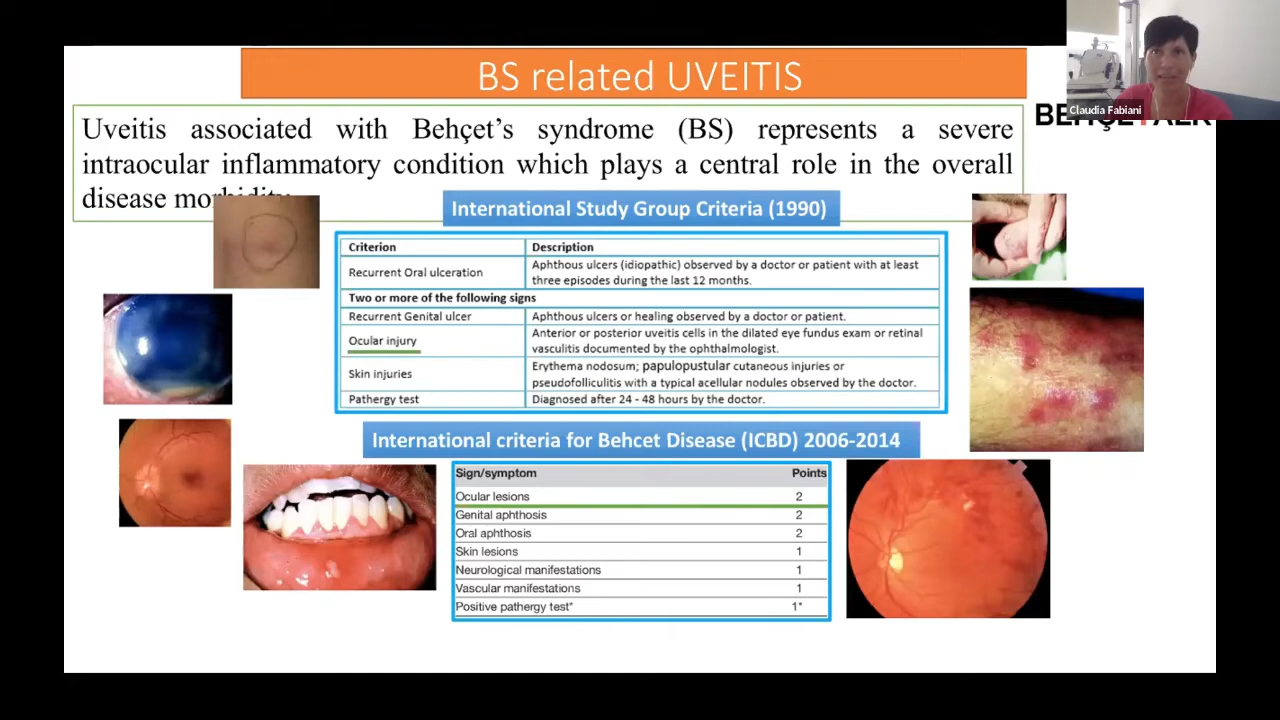 BS related UVEITIS
Claudia Fabiani
Uveitis associated with Behçet's syndrome (BS) represents a severe
intraocular inflammatory condition which plays a central role in the overall
disease morbidity
International Study Group Criteria (1990)
Criterion Description
Recurrent Oral ulceration Aphthous ulcers (idiopathic) observed by a doctor or patient with at least
three episodes during the last 12 months.
Two or more of the following signs
Recurrent Genital ulcer Aphthous ulcers or healing observed by a doctor or patient.
Ocular injury Anterior or posterior uveitis cells in the dilated eye fundus exam or retinal
vasculitis documented by the ophthalmologist.
Skin injuries Erythema nodosum; papulopustular cutaneous injuries or
pseudofolliculitis with a typical acellular nodules observed by the doctor.
Pathergy test Diagnosed after 24 - 48 hours by the doctor.
International criteria for Behcet Disease (ICBD) 2006-2014
Sign/symptom Points
Ocular lesions 2
Genital aphthosis 2
Oral aphthosis 2
Skin lesions 1
Neurological manifestations 1
Vascular manifestations 1
Positive pathergy test* 1*